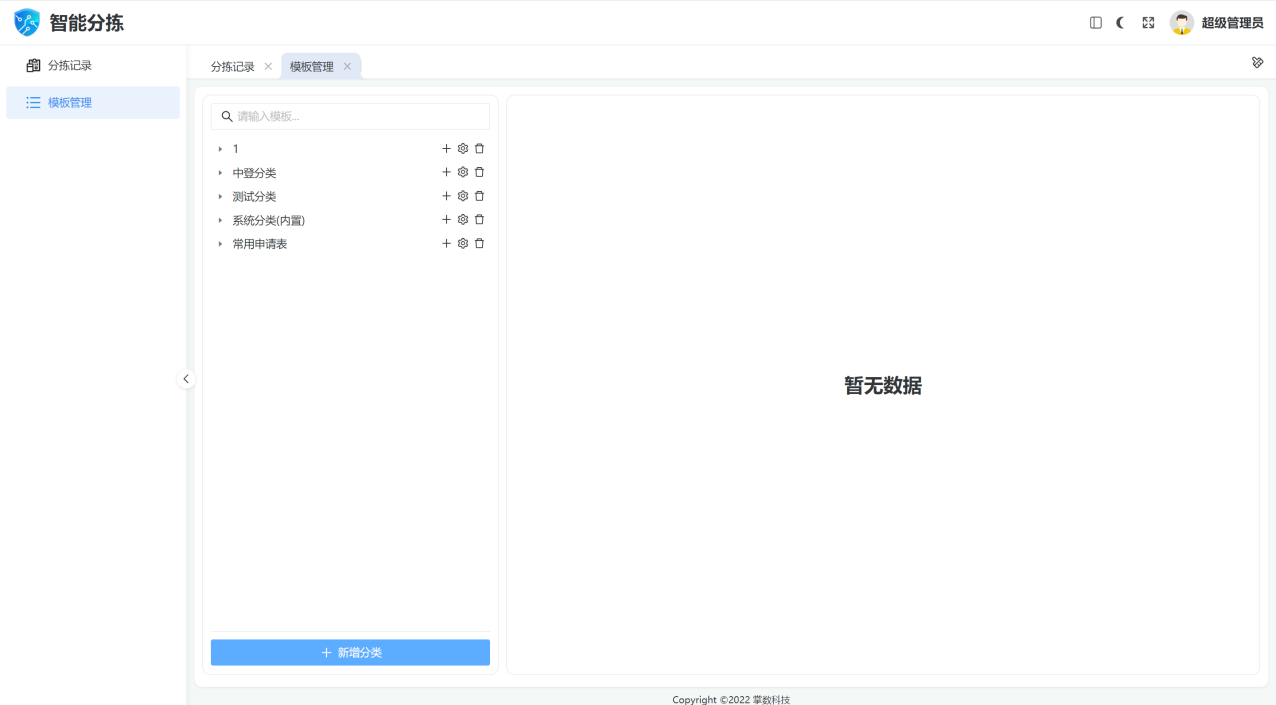 智能分拣
超级管理员
分拣记录
模板管理
分拣记录
模板管理
请输入模板...
1
中登分类
测试分类
系统分类(内置)
常用申请表
新增分类
暂无数据
Copyright ©2022 掌数科技